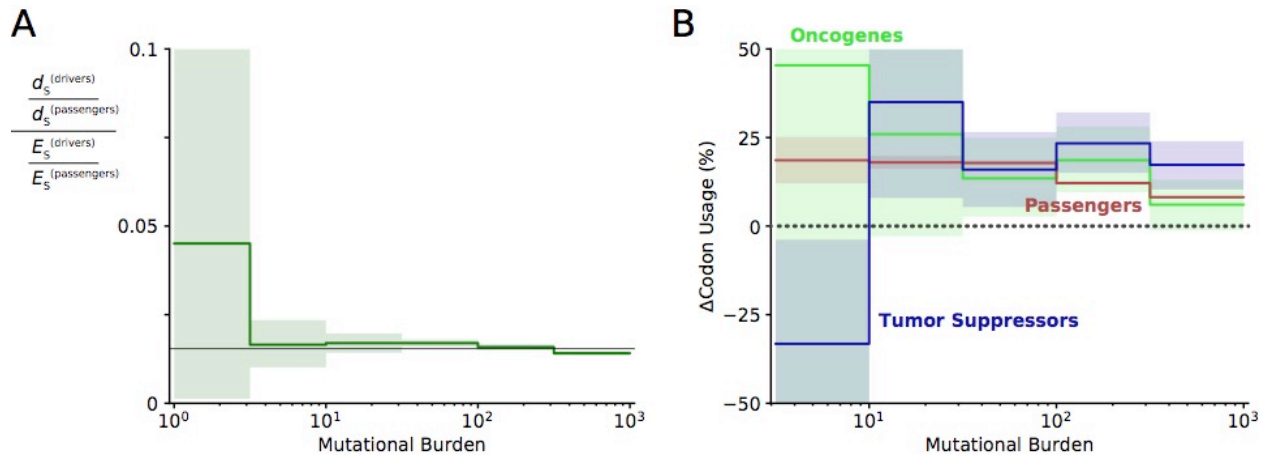 A
d_S^(drivers)
d_S^(passengers)
E_S^(drivers)
E_S^(passengers)
0.1
0.05
0
10^0
10^1
10^2
10^3
Mutational Burden
B
Oncogenes
50
25
0
−25
−50
ΔCodon Usage (%)
Passengers
Tumor Suppressors
10^1
10^2
10^3
Mutational Burden